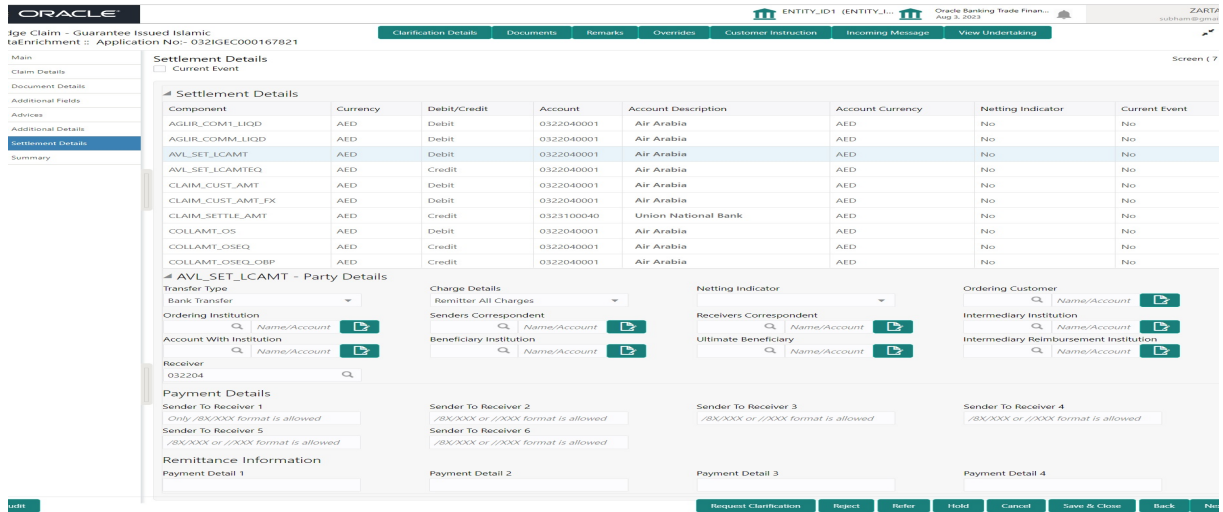 ORACLE
ENTITY_ID1 (ENTITY_I... Oracle Banking Trade Finan...
Aug 3, 2023
ZARTA
subham@gmai
dge Claim - Guarantee Issued Islamic
taEnrichment :: Application No:- 032IGEC000167821
Clarification Details Documents Remarks Overrides Customer Instruction Incoming Message View Undertaking
Main
Claim Details
Document Details
Additional Fields
Advices
Additional Details
Settlement Details
Summary
Settlement Details Screen ( 7
Current Event
Settlement Details
Component Currency Debit/Credit Account Account Description Account Currency Netting Indicator Current Event
AGLIR_COM1_LIQD AED Debit 0322040001 Air Arabia AED No No
AGLIR_COMM_LIQD AED Debit 0322040001 Air Arabia AED No No
AVL_SET_LCAMT AED Debit 0322040001 Air Arabia AED No No
AVL_SET_LCAMTEQ AED Credit 0322040001 Air Arabia AED No No
CLAIM_CUST_AMT AED Debit 0322040001 Air Arabia AED No No
CLAIM_CUST_AMT_FX AED Debit 0322040001 Air Arabia AED No No
CLAIM_SETTLE_AMT AED Credit 0323100040 Union National Bank AED No No
COLLAMT_OS AED Debit 0322040001 Air Arabia AED No No
COLLAMT_OSEQ AED Credit 0322040001 Air Arabia AED No No
COLLAMT_OSEQ_OBP AED Credit 0322040001 Air Arabia AED No No
AVL_SET_LCAMT - Party Details
Transfer Type Charge Details Netting Indicator Ordering Customer
Bank Transfer Remitter All Charges Name/Account
Ordering Institution Senders Correspondent Receivers Correspondent Intermediary Institution
Name/Account Name/Account Name/Account Name/Account
Account With Institution Beneficiary Institution Ultimate Beneficiary Intermediary Reimbursement Institution
Name/Account Name/Account Name/Account Name/Account
Receiver
032204
Payment Details
Sender To Receiver 1 Sender To Receiver 2 Sender To Receiver 3 Sender To Receiver 4
Only /8X/XXX format is allowed /8X/XXX or //XXX format is allowed /8X/XXX or //XXX format is allowed /8X/XXX or //XXX format is allowed
Sender To Receiver 5 Sender To Receiver 6
/8X/XXX or //XXX format is allowed /8X/XXX or //XXX format is allowed
Remittance Information
Payment Detail 1 Payment Detail 2 Payment Detail 3 Payment Detail 4
udit Request Clarification Reject Refer Hold Cancel Save & Close Back Ne